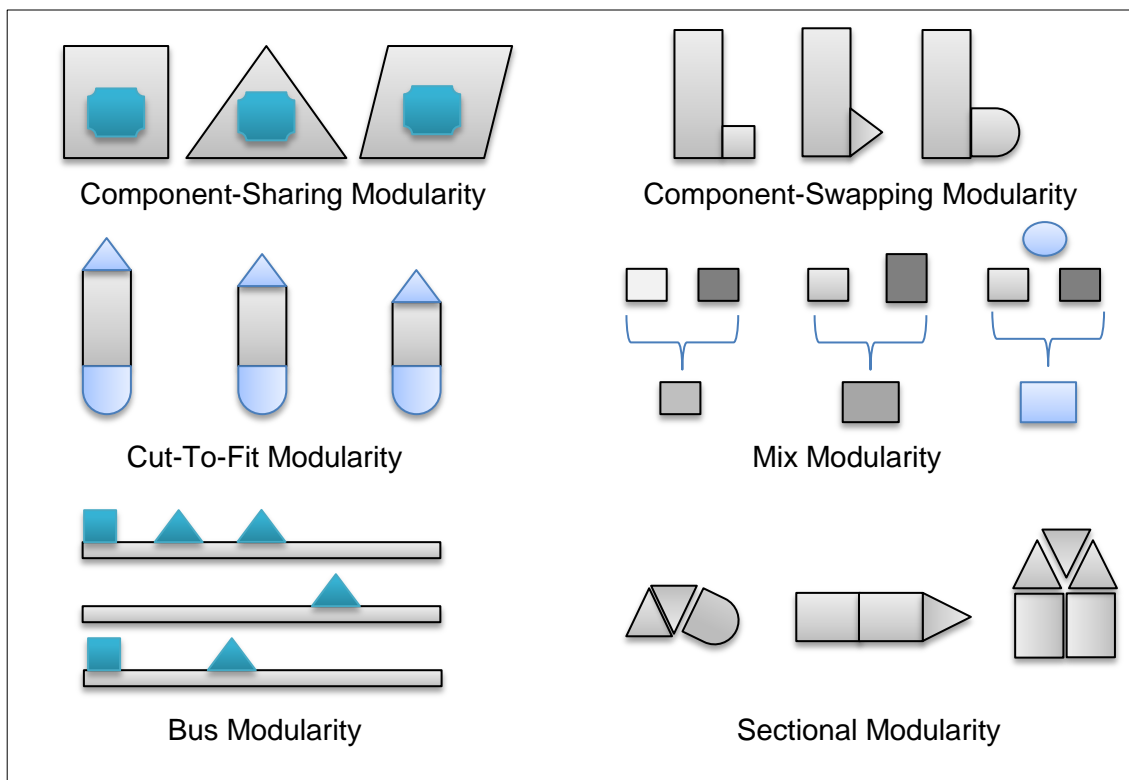 Component-Sharing Modularity
Component-Swapping Modularity
Cut-To-Fit Modularity
Mix Modularity
Bus Modularity
Sectional Modularity